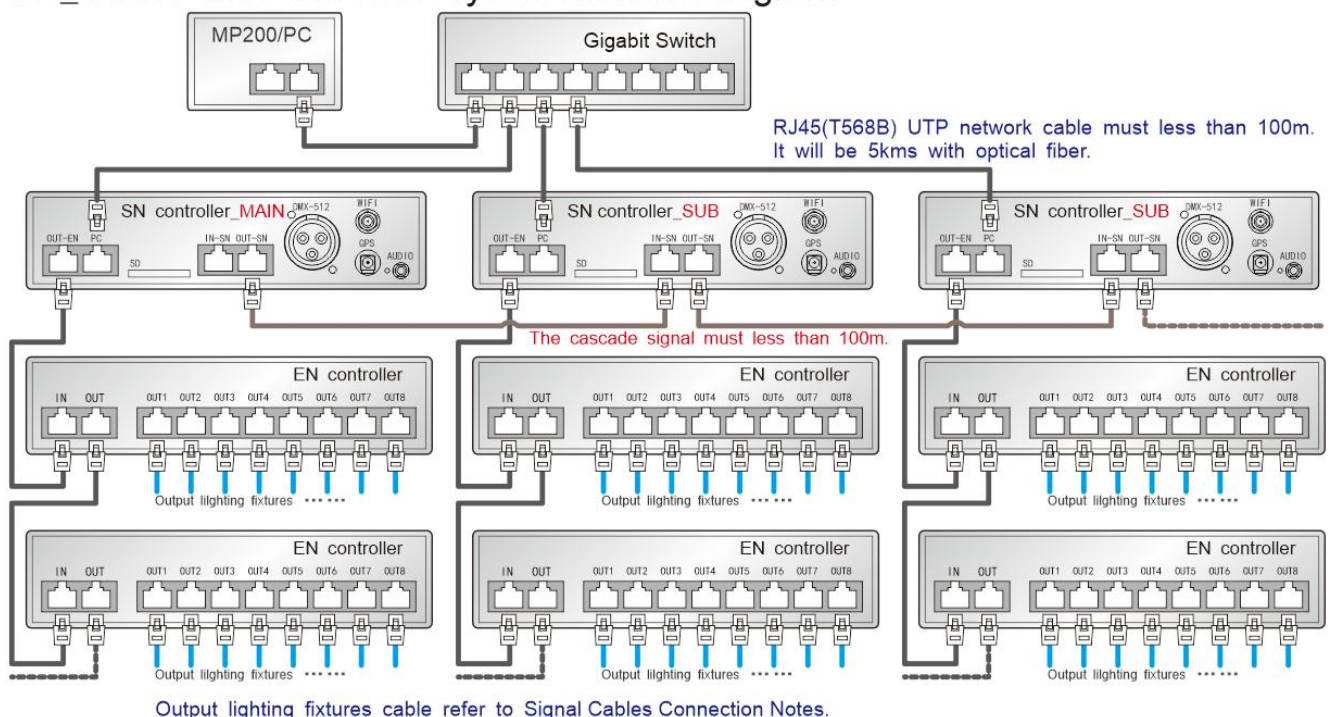 MP200/PC
Gigabit Switch
RJ45(T568B) UTP network cable must less than 100m.
It will be 5kms with optical fiber.
SN controller_MAIN
DMX-512
WIFI
OUT-EN
PC
SD
IN-SN
OUT-SN
GPS
AUDIO
SN controller_SUB
DMX-512
WIFI
OUT-EN
PC
SD
IN-SN
OUT-SN
GPS
AUDIO
SN controller_SUB
DMX-512
WIFI
OUT-EN
PC
SD
IN-SN
OUT-SN
GPS
AUDIO
The cascade signal must less than 100m.
EN controller
IN OUT OUT1 OUT2 OUT3 OUT4 OUT5 OUT6 OUT7 OUT8
Output lilghting fixtures
EN controller
IN OUT OUT1 OUT2 OUT3 OUT4 OUT5 OUT6 OUT7 OUT8
Output lilghting fixtures
EN controller
IN OUT OUT1 OUT2 OUT3 OUT4 OUT5 OUT6 OUT7 OUT8
Output lilghting fixtures
EN controller
IN OUT OUT1 OUT2 OUT3 OUT4 OUT5 OUT6 OUT7 OUT8
Output lilghting fixtures
EN controller
IN OUT OUT1 OUT2 OUT3 OUT4 OUT5 OUT6 OUT7 OUT8
Output lilghting fixtures
EN controller
IN OUT OUT1 OUT2 OUT3 OUT4 OUT5 OUT6 OUT7 OUT8
Output lilghting fixtures
Output lighting fixtures cable refer to Signal Cables Connection Notes.